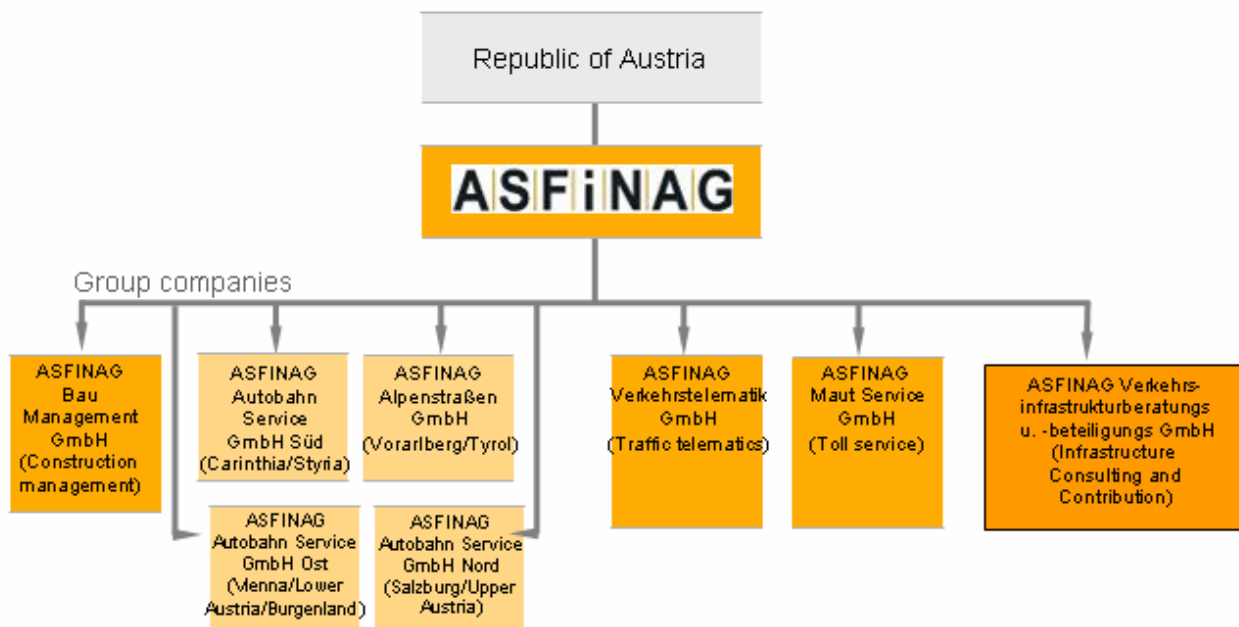 Republic of Austria
ASFiNAG
Group companies
ASFINAG
Bau
Management
GmbH
(Construction
management)
ASFINAG
Autobahn
Service
GmbH Süd
(Carinthia/Styria)
ASFINAG
Alpenstraßen
GmbH
(Vorarlberg/Tyrol)
ASFINAG
Verkehrstelematik
GmbH
(Traffic telematics)
ASFINAG
Maut Service
GmbH
(Toll service)
ASFINAG Verkehrs-
infrastrukturberatungs
u. -beteiligungs GmbH
(Infrastructure
Consulting and
Contribution)
ASFINAG
Autobahn Service
GmbH Ost
(Vienna/Lower
Austria/Burgenland)
ASFINAG
Autobahn Service
GmbH Nord
(Salzburg/Upper
Austria)